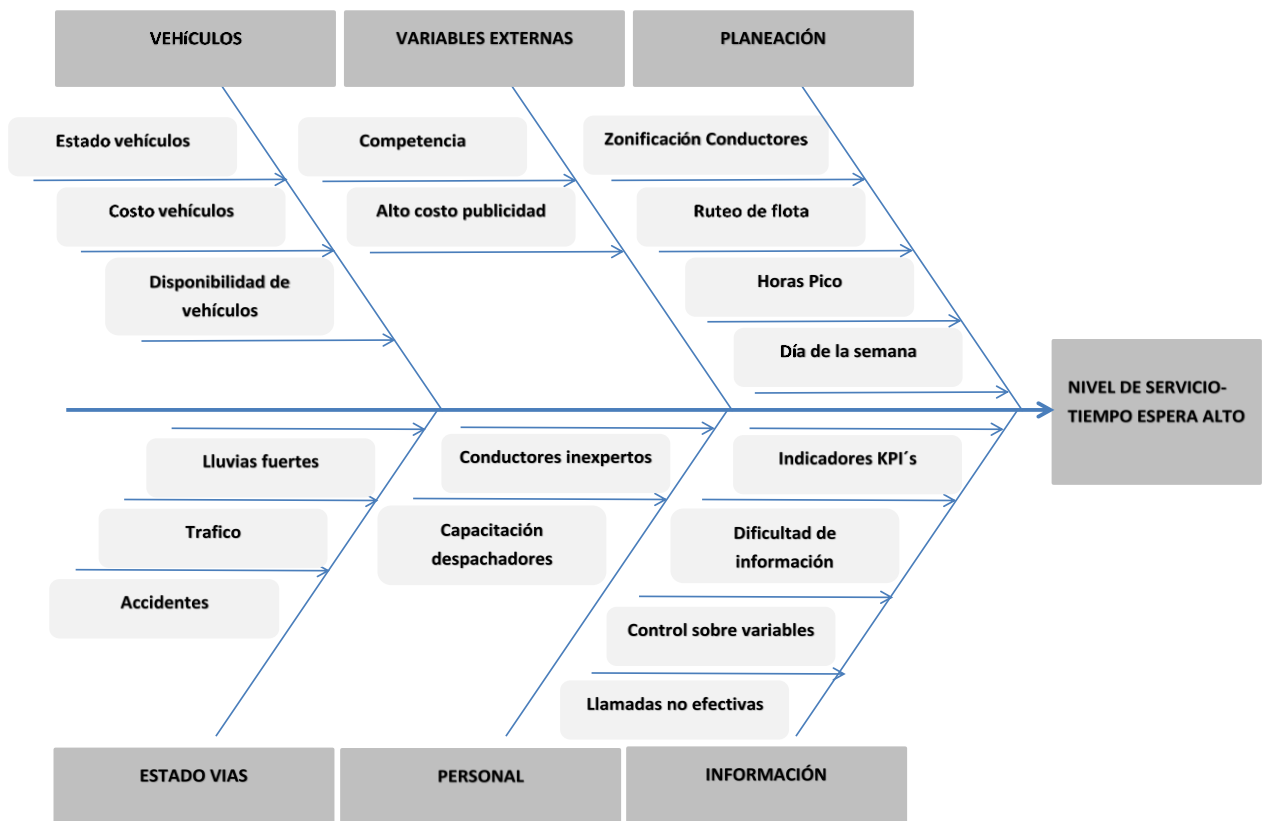 VEHíCULOS
VARIABLES EXTERNAS
PLANEACIÓN
Estado vehículos
Competencia
Zonificación Conductores
Costo vehículos
Alto costo publicidad
Ruteo de flota
Disponibilidad de
vehículos
Horas Pico
Día de la semana
NIVEL DE SERVICIO-
TIEMPO ESPERA ALTO
Lluvias fuertes
Conductores inexpertos
Indicadores KPI´s
Trafico
Capacitación
despachadores
Dificultad de
información
Accidentes
Control sobre variables
Llamadas no efectivas
ESTADO VIAS
PERSONAL
INFORMACIÓN